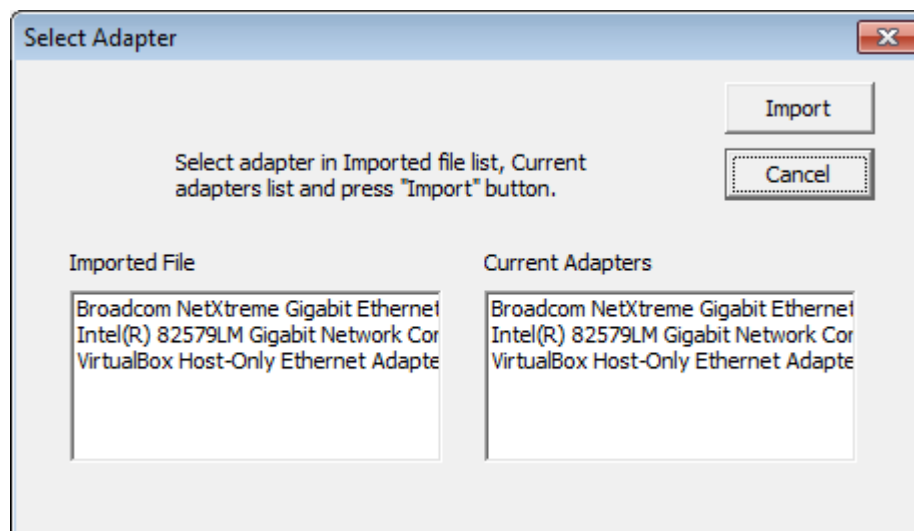 Select Adapter
Import
Select adapter in Imported file list, Current
adapters list and press "Import" button.
Cancel
Imported File
Current Adapters
Broadcom NetXtreme Gigabit Ethernet
Intel(R) 82579LM Gigabit Network Cor
VirtualBox Host-Only Ethernet Adapte
Broadcom NetXtreme Gigabit Ethernet
Intel(R) 82579LM Gigabit Network Cor
VirtualBox Host-Only Ethernet Adapte